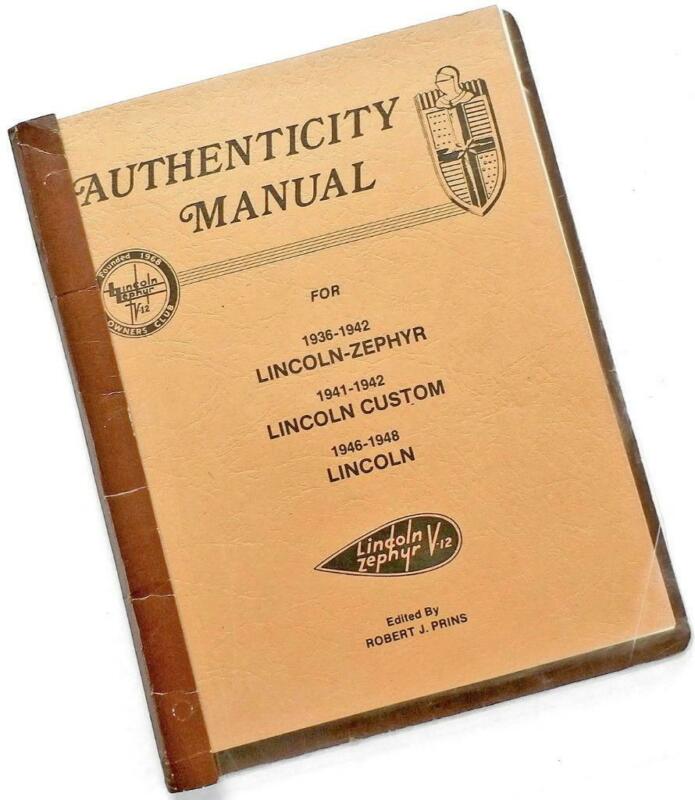 AUTHENTICITY
MANUAL
Founded 1968
Lincoln
Zephyr
V-12
OWNERS CLUB
FOR
1936-1942
LINCOLN-ZEPHYR
1941-1942
LINCOLN CUSTOM
1946-1948
LINCOLN
Lincoln
Zephyr V-12
Edited By
ROBERT J. PRINS